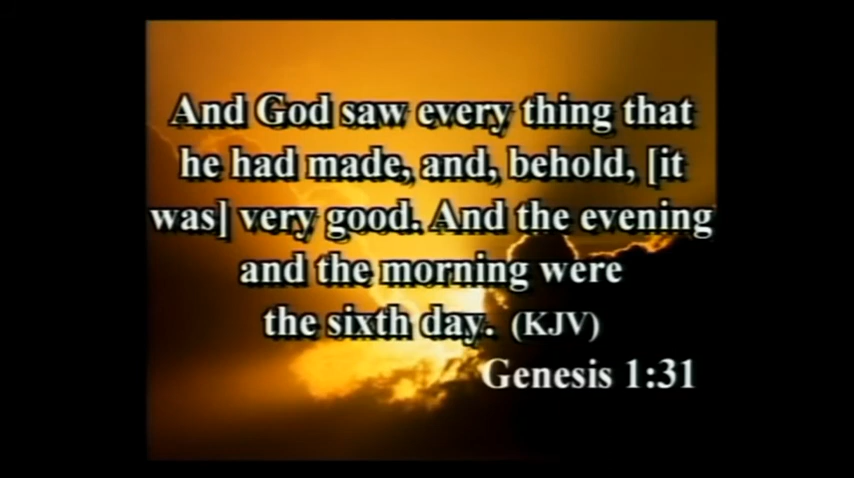 And God saw every thing that
he had made, and, behold, [it
was] very good. And the evening
and the morning were
the sixth day. (KJV)
Genesis 1:31